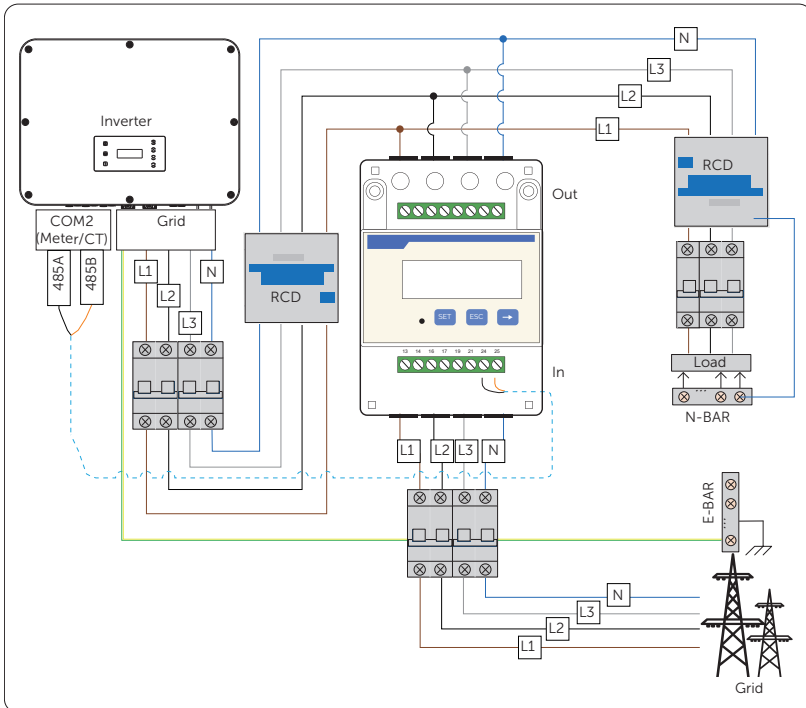 N
L3
L2
L1
Inverter
RCD
Out
COM2
(Meter/CT)
Grid
485A
485B
L1
L2
L3
N
RCD
SET
ESC
13 14 16 17 19 21 24 25
In
Load
N-BAR
L1
L2
L3
N
E-BAR
N
L3
L2
L1
Grid